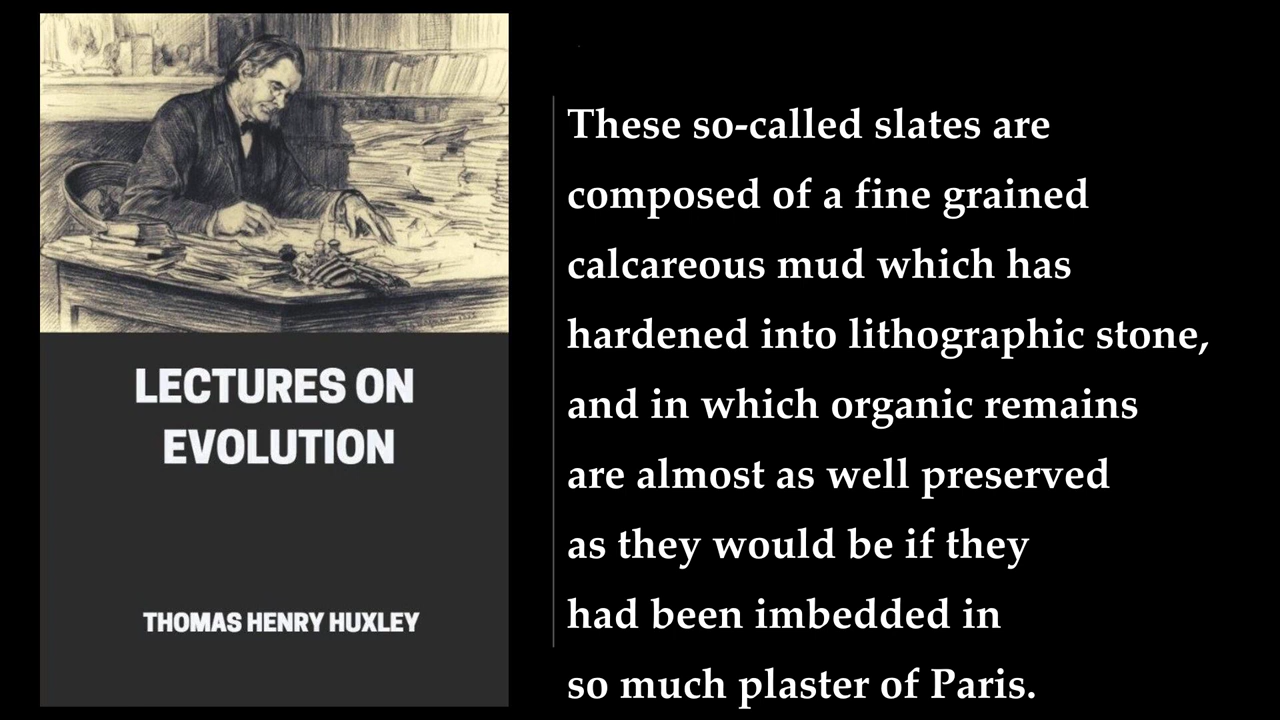 LECTURES ON
EVOLUTION
THOMAS HENRY HUXLEY
These so-called slates are
composed of a fine grained
calcareous mud which has
hardened into lithographic stone,
and in which organic remains
are almost as well preserved
as they would be if they
had been imbedded in
so much plaster of Paris.